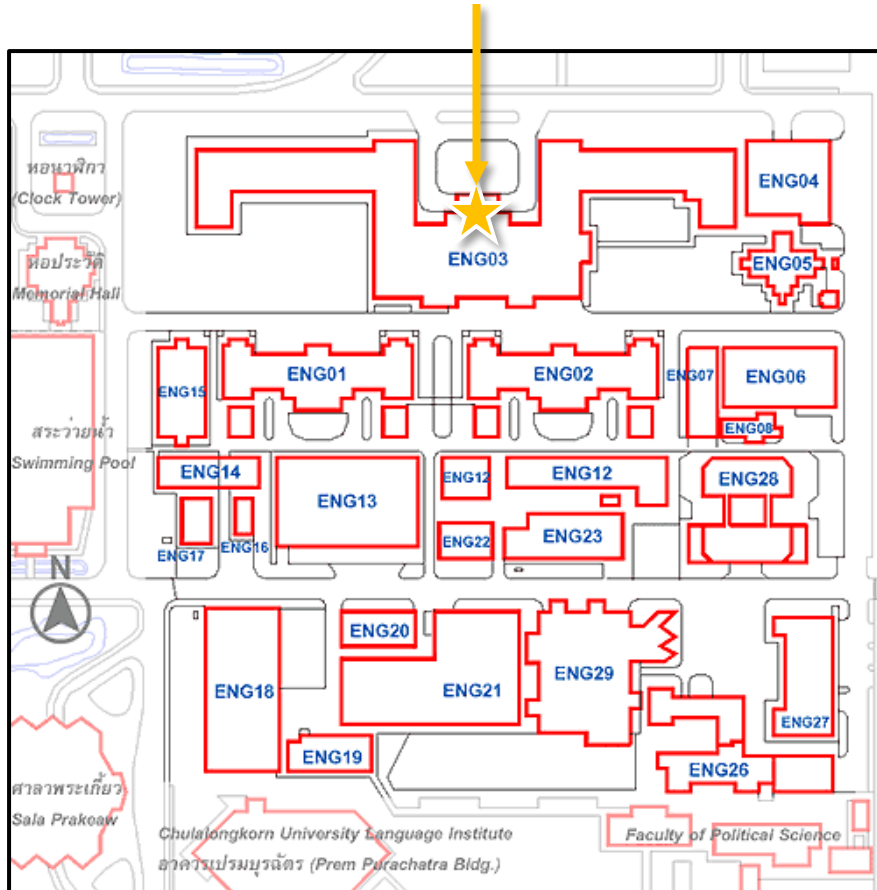 หอนาฬิกา
(Clock Tower)
ENG04
ENG03
หอประวัติ
Memorial Hall
ENG05
ENG15
ENG01
ENG02
ENG07
ENG06
ENG08
สระว่ายน้ำ
Swimming Pool
ENG14
ENG13
ENG12
ENG12
ENG28
ENG17
ENG16
ENG22
ENG23
N
ENG20
ENG18
ENG21
ENG29
ENG27
ENG19
ENG26
ศาลาพระเกี้ยว
Sala Prakeaw
Chulalongkorn University Language Institute
อาคารเปรมบุรฉัตร (Prem Purachatra Bldg.)
Faculty of Political Science